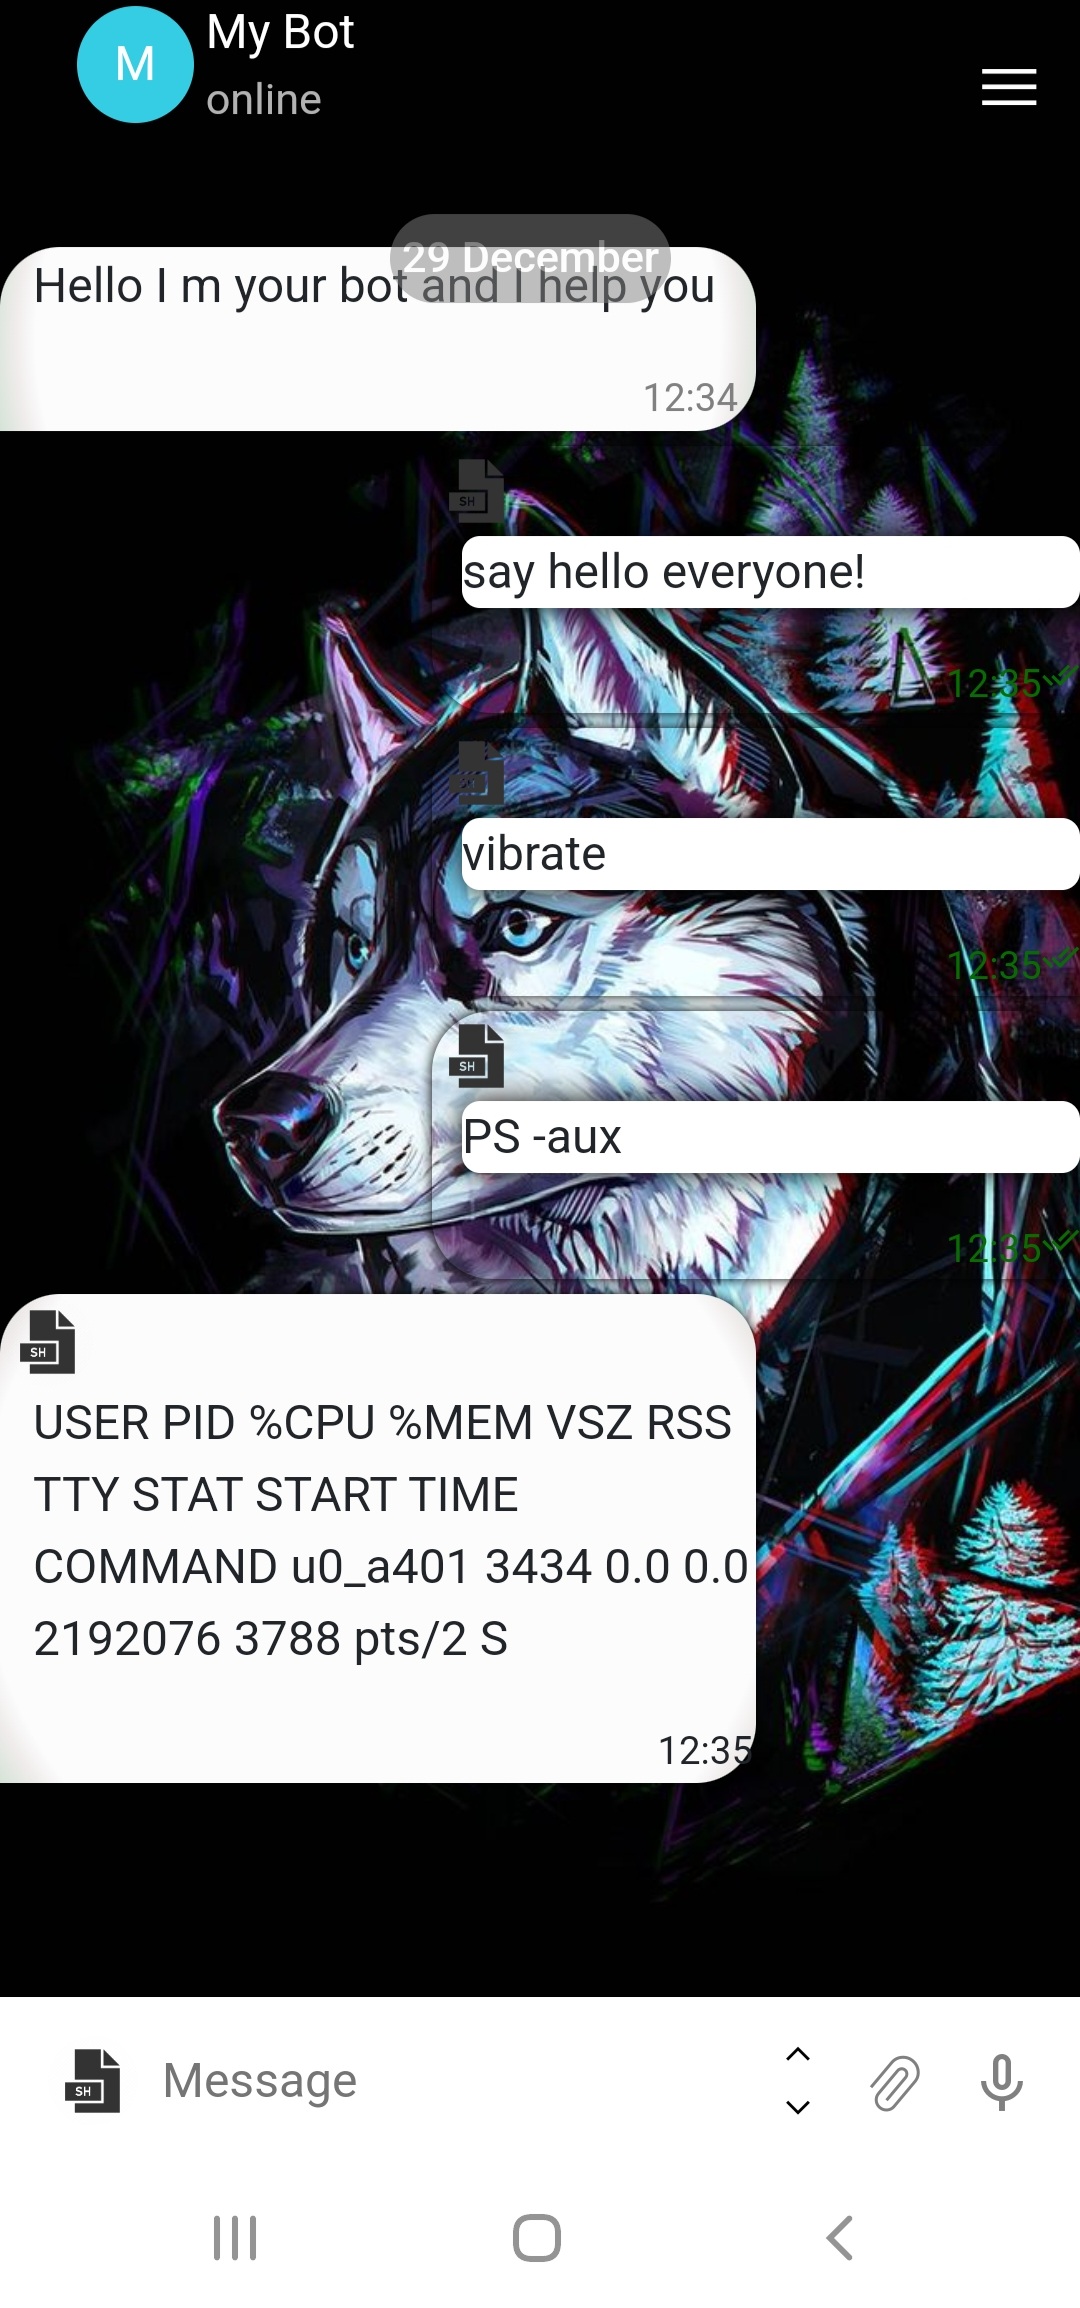 M
My Bot
online
29 December
Hello I m your bot and I help you
12:34
SH
say hello everyone!
12:35
SH
vibrate
12:35
SH
PS -aux
12:35
SH
USER PID %CPU %MEM VSZ RSS
TTY STAT START TIME
COMMAND u0_a401 3434 0.0 0.0
2192076 3788 pts/2 S
12:35
SH
Message